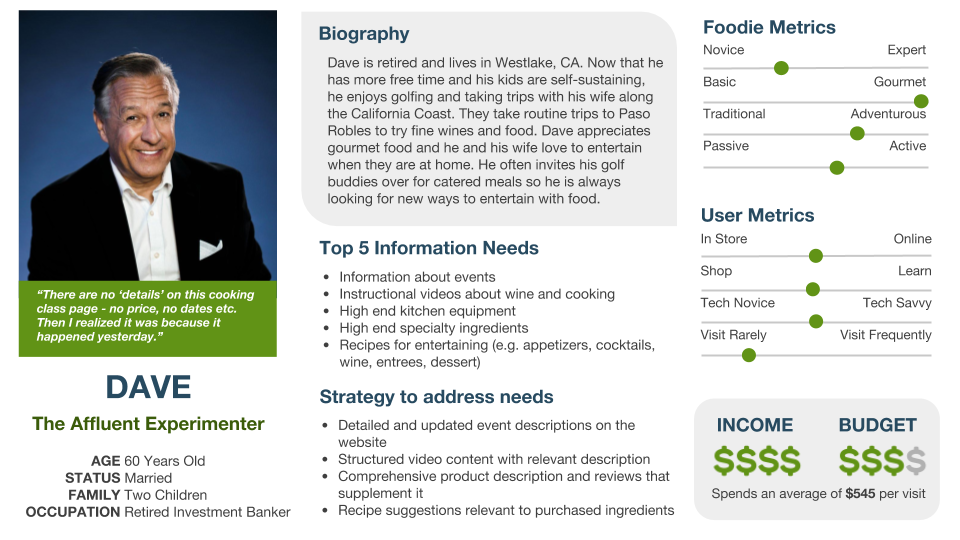 “There are no ‘details’ on this cooking
class page - no price, no dates etc.
Then I realized it was because it
happened yesterday.”
DAVE
The Affluent Experimenter
AGE 60 Years Old
STATUS Married
FAMILY Two Children
OCCUPATION Retired Investment Banker
Biography
Dave is retired and lives in Westlake, CA. Now that he
has more free time and his kids are self-sustaining,
he enjoys golfing and taking trips with his wife along
the California Coast. They take routine trips to Paso
Robles to try fine wines and food. Dave appreciates
gourmet food and he and his wife love to entertain
when they are at home. He often invites his golf
buddies over for catered meals so he is always
looking for new ways to entertain with food.
Top 5 Information Needs
• Information about events
• Instructional videos about wine and cooking
• High end kitchen equipment
• High end specialty ingredients
• Recipes for entertaining (e.g. appetizers, cocktails,
wine, entrees, dessert)
Strategy to address needs
• Detailed and updated event descriptions on the
website
• Structured video content with relevant description
• Comprehensive product description and reviews that
supplement it
• Recipe suggestions relevant to purchased ingredients
Foodie Metrics
Novice Expert
Basic Gourmet
Traditional Adventurous
Passive Active
User Metrics
In Store Online
Shop Learn
Tech Novice Tech Savvy
Visit Rarely Visit Frequently
INCOME BUDGET
$$$$ $$$$
Spends an average of $545 per visit